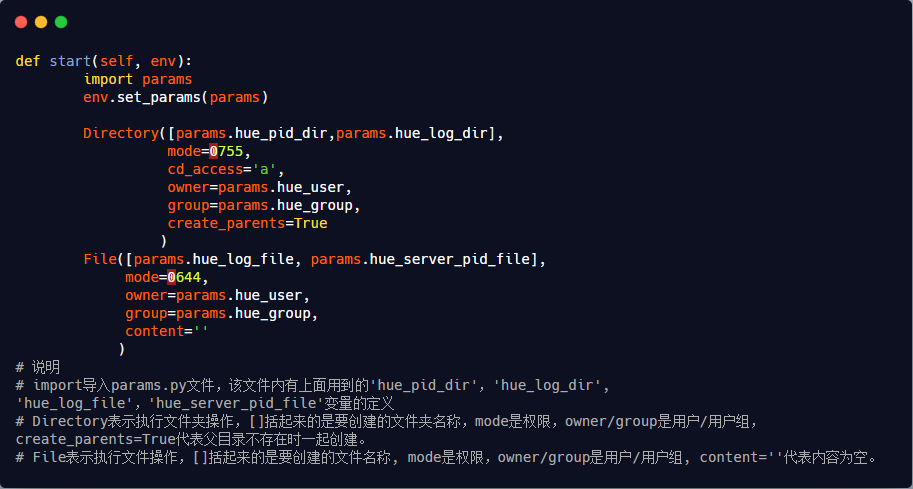 def start(self, env):
        import params
        env.set_params(params)

        Directory([params.hue_pid_dir,params.hue_log_dir],
                  mode=0755,
                  cd_access='a',
                  owner=params.hue_user,
                  group=params.hue_group,
                  create_parents=True
                 )
        File([params.hue_log_file, params.hue_server_pid_file],
             mode=0644,
             owner=params.hue_user,
             group=params.hue_group,
             content=''
            )
# 说明
# import导入params.py文件，该文件内有上面用到的'hue_pid_dir'，'hue_log_dir'，
'hue_log_file'，'hue_server_pid_file'变量的定义
# Directory表示执行文件夹操作，[]括起来的是要创建的文件夹名称，mode是权限，owner/group是用户/用户组，
create_parents=True代表父目录不存在时一起创建。
# File表示执行文件操作，[]括起来的是要创建的文件名称, mode是权限，owner/group是用户/用户组, content=''代表内容为空。